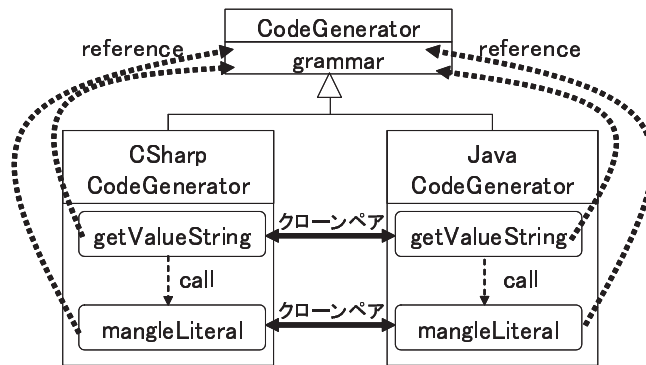 CodeGenerator
reference
grammar
reference
CSharp
CodeGenerator
Java
CodeGenerator
getValueString
クローンペア
getValueString
call
call
mangleLiteral
クローンペア
mangleLiteral